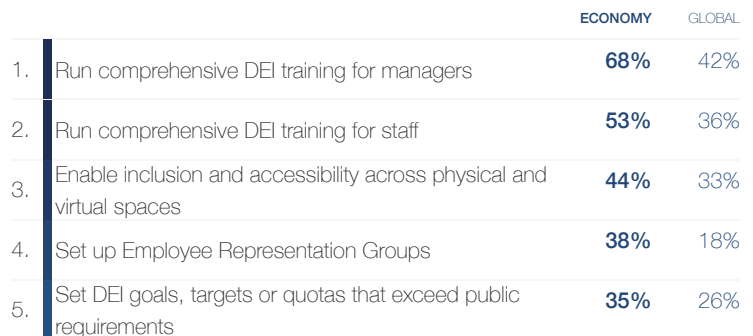 ECONOMY GLOBAL
1. Run comprehensive DEI training for managers 68% 42%
2. Run comprehensive DEI training for staff 53% 36%
3. Enable inclusion and accessibility across physical and
virtual spaces 44% 33%
4. Set up Employee Representation Groups 38% 18%
5. Set DEI goals, targets or quotas that exceed public
requirements 35% 26%